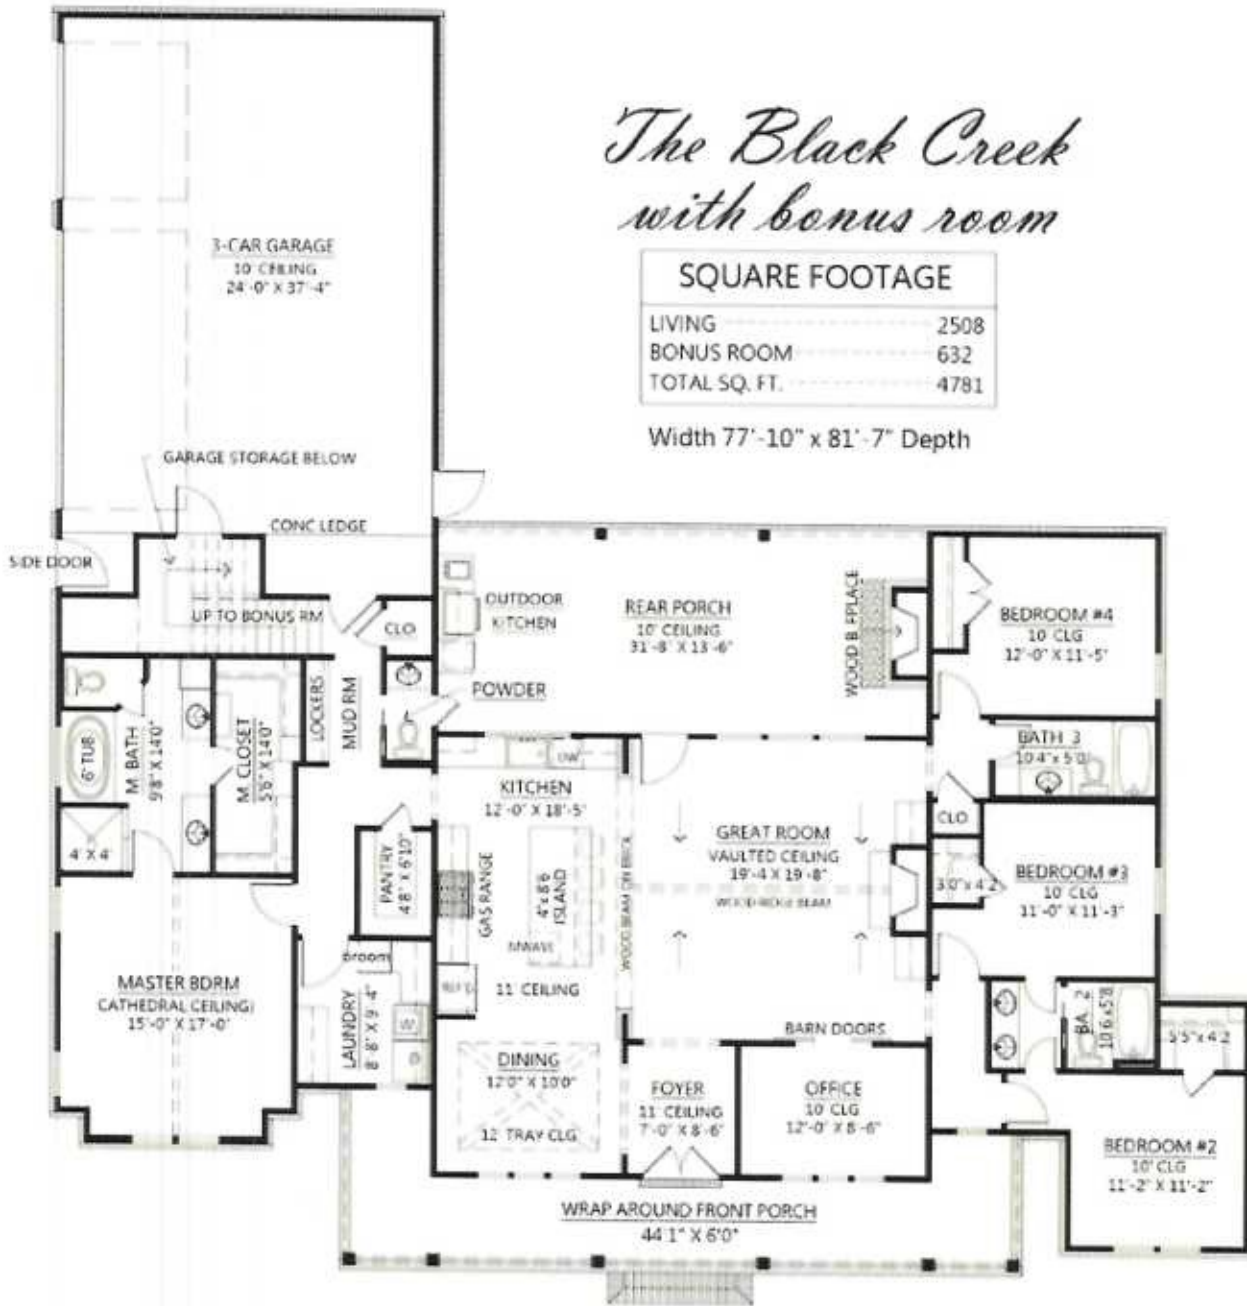 The Black Creek
with bonus room
SQUARE FOOTAGE
LIVING 2508
BONUS ROOM 632
TOTAL SQ. FT. 4781
Width 77'-10" x 81'-7" Depth
3-CAR GARAGE
10' CEILING
24'-0" X 37'-4"
GARAGE STORAGE BELOW
CONC LEDGE
SIDE DOOR
UP TO BONUS RM
CLO
OUTDOOR
KITCHEN
REAR PORCH
10' CEILING
31'-8" X 13'-6"
WOOD B. FPLACE
BEDROOM #4
10' CLG
12'-0" X 11'-5"
POWDER
LOCKERS
MUD RM
M. CLOSET
5'6" X 14'0"
M. BATH
9'8" X 14'0"
6' TUB
4' X 4'
KITCHEN
12'-0" X 18'-5"
DW
BATH 3
10'4" x 5'0"
CLO
GREAT ROOM
VAULTED CEILING
19'-4 X 19'-8"
WOOD RIDGE BEAM
WOOD BEAM
3'0" x 4'2"
BEDROOM #3
10' CLG
11'-0" X 11'-3"
PANTRY
4'8" X 6'10"
GAS RANGE
4'x8'6
ISLAND
M/WAVE
REF'G
11' CEILING
MASTER BDRM
CATHEDRAL CEILING
15'-0" X 17'-0"
broom
LAUNDRY
8'-8" X 9'-4"
W
BARN DOORS
BA. 2
10'6x5'8
5'5"x 4'2
DINING
12'0" X 10'0"
12' TRAY CLG
FOYER
11' CEILING
7'-0" X 8'-6"
OFFICE
10' CLG
12'-0" X 8'-6"
BEDROOM #2
10' CLG
11'-2" X 11'-2"
WRAP AROUND FRONT PORCH
44'1" X 6'0"